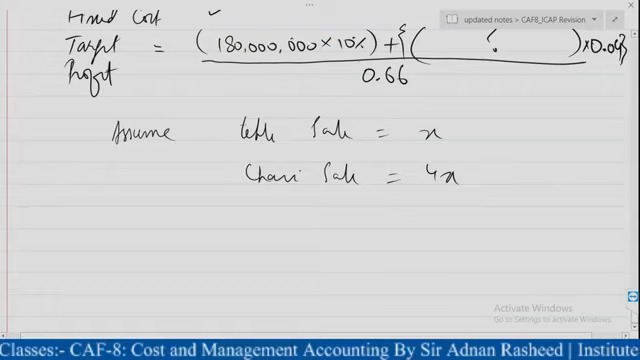 updated notes > CAF8_ICAP Revision
Fixed Cost ✓
Target = (180,000,000 × 10%) + {( ? ) × 0.04}
Profit 0.66
Assume table Sale = x
Chair Sale = 4x
Activate Windows
Go to Settings to activate Windows.
Classes:- CAF-8: Cost and Management Accounting By Sir Adnan Rasheed | Institute